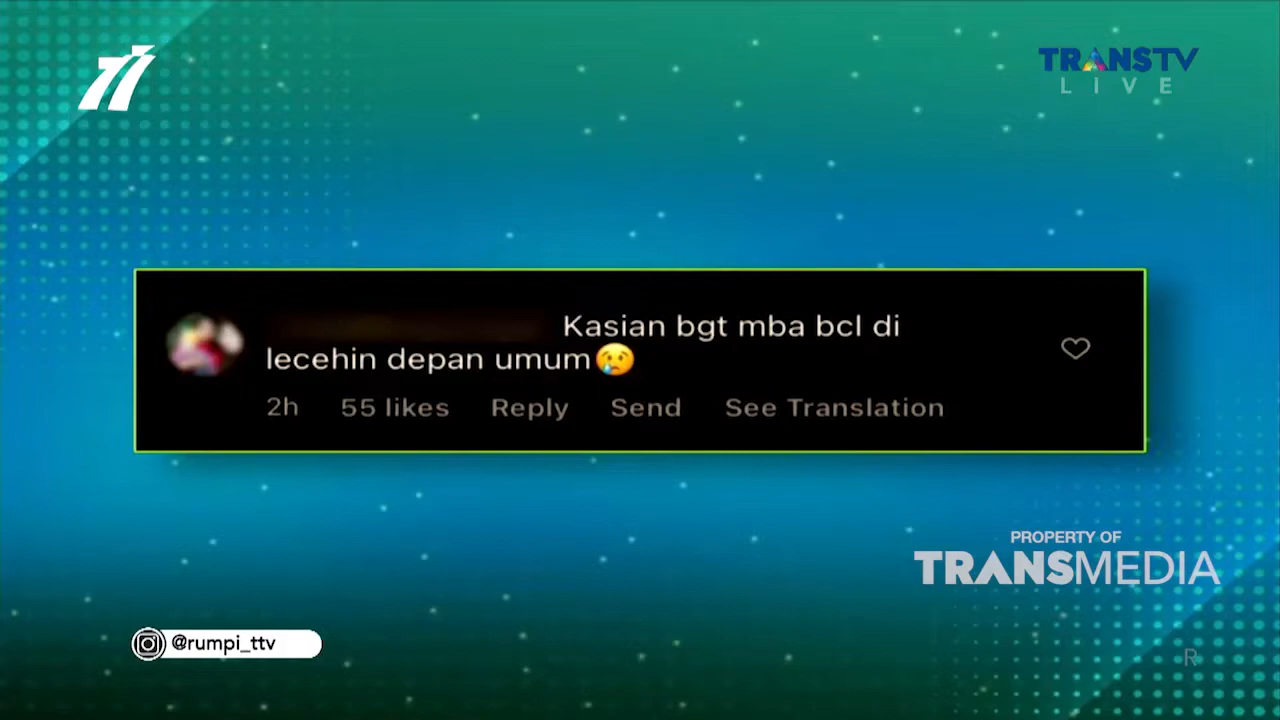 TRANSTV
LIVE
Kasian bgt mba bcl di
lecehin depan umum😢
2h 55 likes Reply Send See Translation
PROPERTY OF
TRANSMEDIA
@rumpi_ttv
R